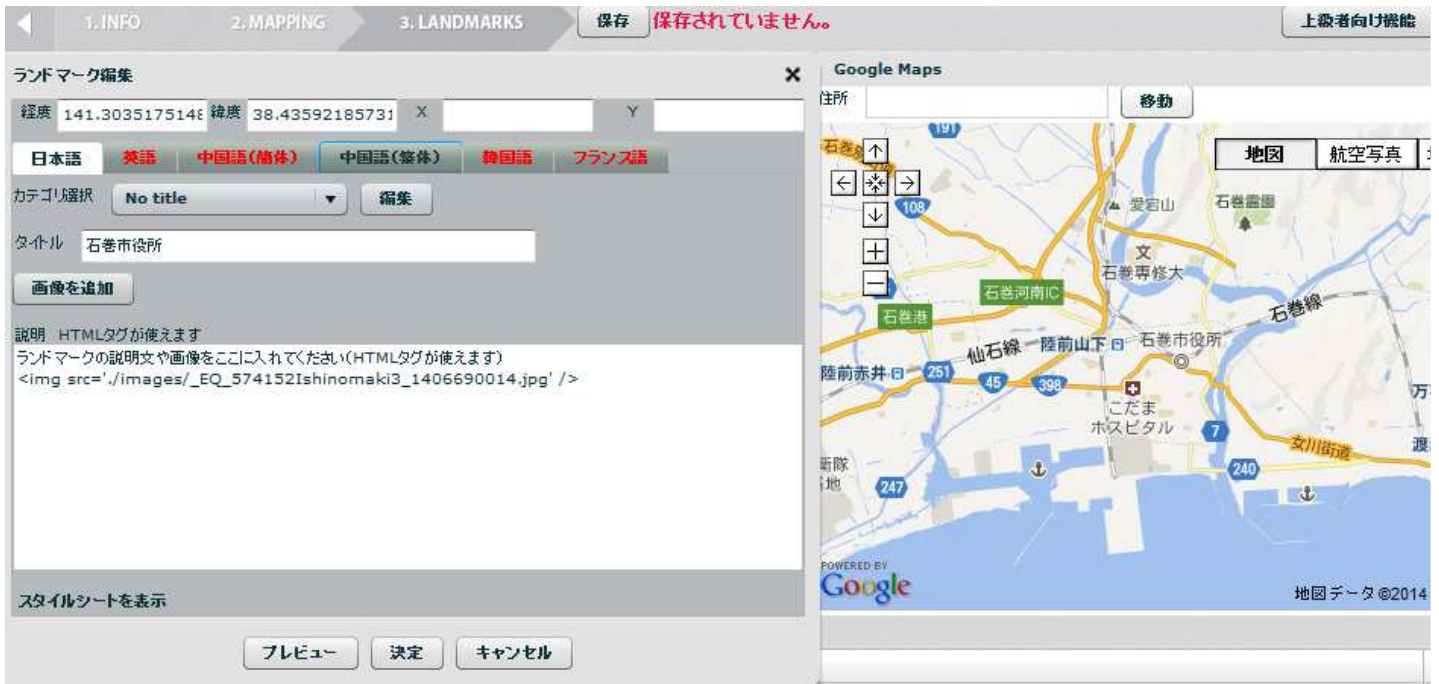 1.INFO 2.MAPPING 3.LANDMARKS 保存 保存されていません。 上級者向け機能
ランドマーク編集
経度 141.3035175148 緯度 38.43592185731 X Y
日本語 英語 中国語(簡体) 中国語(繁体) 韓国語 フランス語
カテゴリ選択 No title 編集
タイトル 石巻市役所
画像を追加
説明 HTMLタグが使えます
ランドマークの説明文や画像をここに入れてください(HTMLタグが使えます)
<img src='./images/_EQ_574152Ishinomaki3_1406690014.jpg' />
スタイルシートを表示
プレビュー 決定 キャンセル
Google Maps
住所 移動
地図 航空写真
191
108
愛宕山
石巻霊園
文
石巻専修大
石巻河南IC
石巻港
石巻線
仙石線
陸前山下
石巻市役所
陸前赤井
251
45
398
こだま
ホスピタル
7
女川街道
240
247
POWERED BY
Google
地図データ ©2014